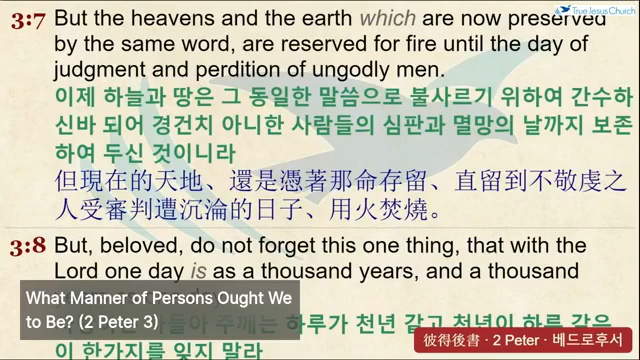 True Jesus Church
3:7 But the heavens and the earth which are now preserved
by the same word, are reserved for fire until the day of
judgment and perdition of ungodly men.
이제 하늘과 땅은 그 동일한 말씀으로 불사르기 위하여 간수하
신바 되어 경건치 아니한 사람들의 심판과 멸망의 날까지 보존
하여 두신 것이니라
但現在的天地、還是憑著那命存留、直留到不敬虔之
人受審判遭沉淪的日子、用火焚燒。
3:8 But, beloved, do not forget this one thing, that with the
Lord one day is as a thousand years, and a thousand
What Manner of Persons Ought We
to Be? (2 Peter 3)
주께는 하루가 천년 같고 천년이 하루 같은
이 한가지를 잊지 말라
彼得後書 · 2 Peter · 베드로후서